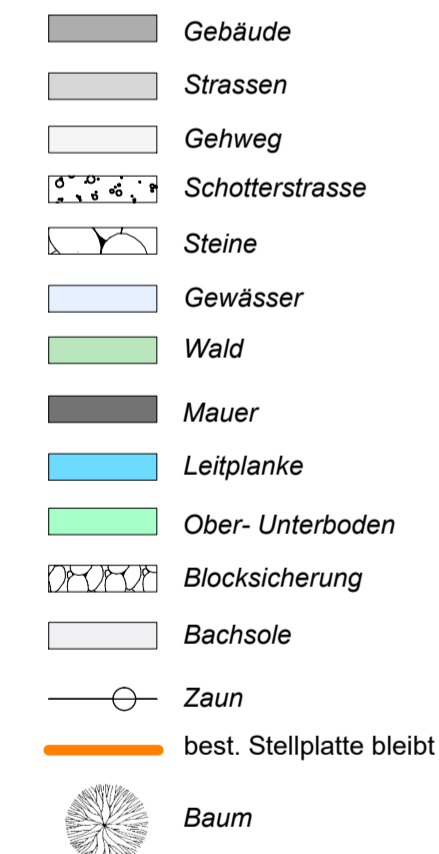 Gebäude
Strassen
Gehweg
Schotterstrasse
Steine
Gewässer
Wald
Mauer
Leitplanke
Ober- Unterboden
Blocksicherung
Bachsole
Zaun
best. Stellplatte bleibt
Baum